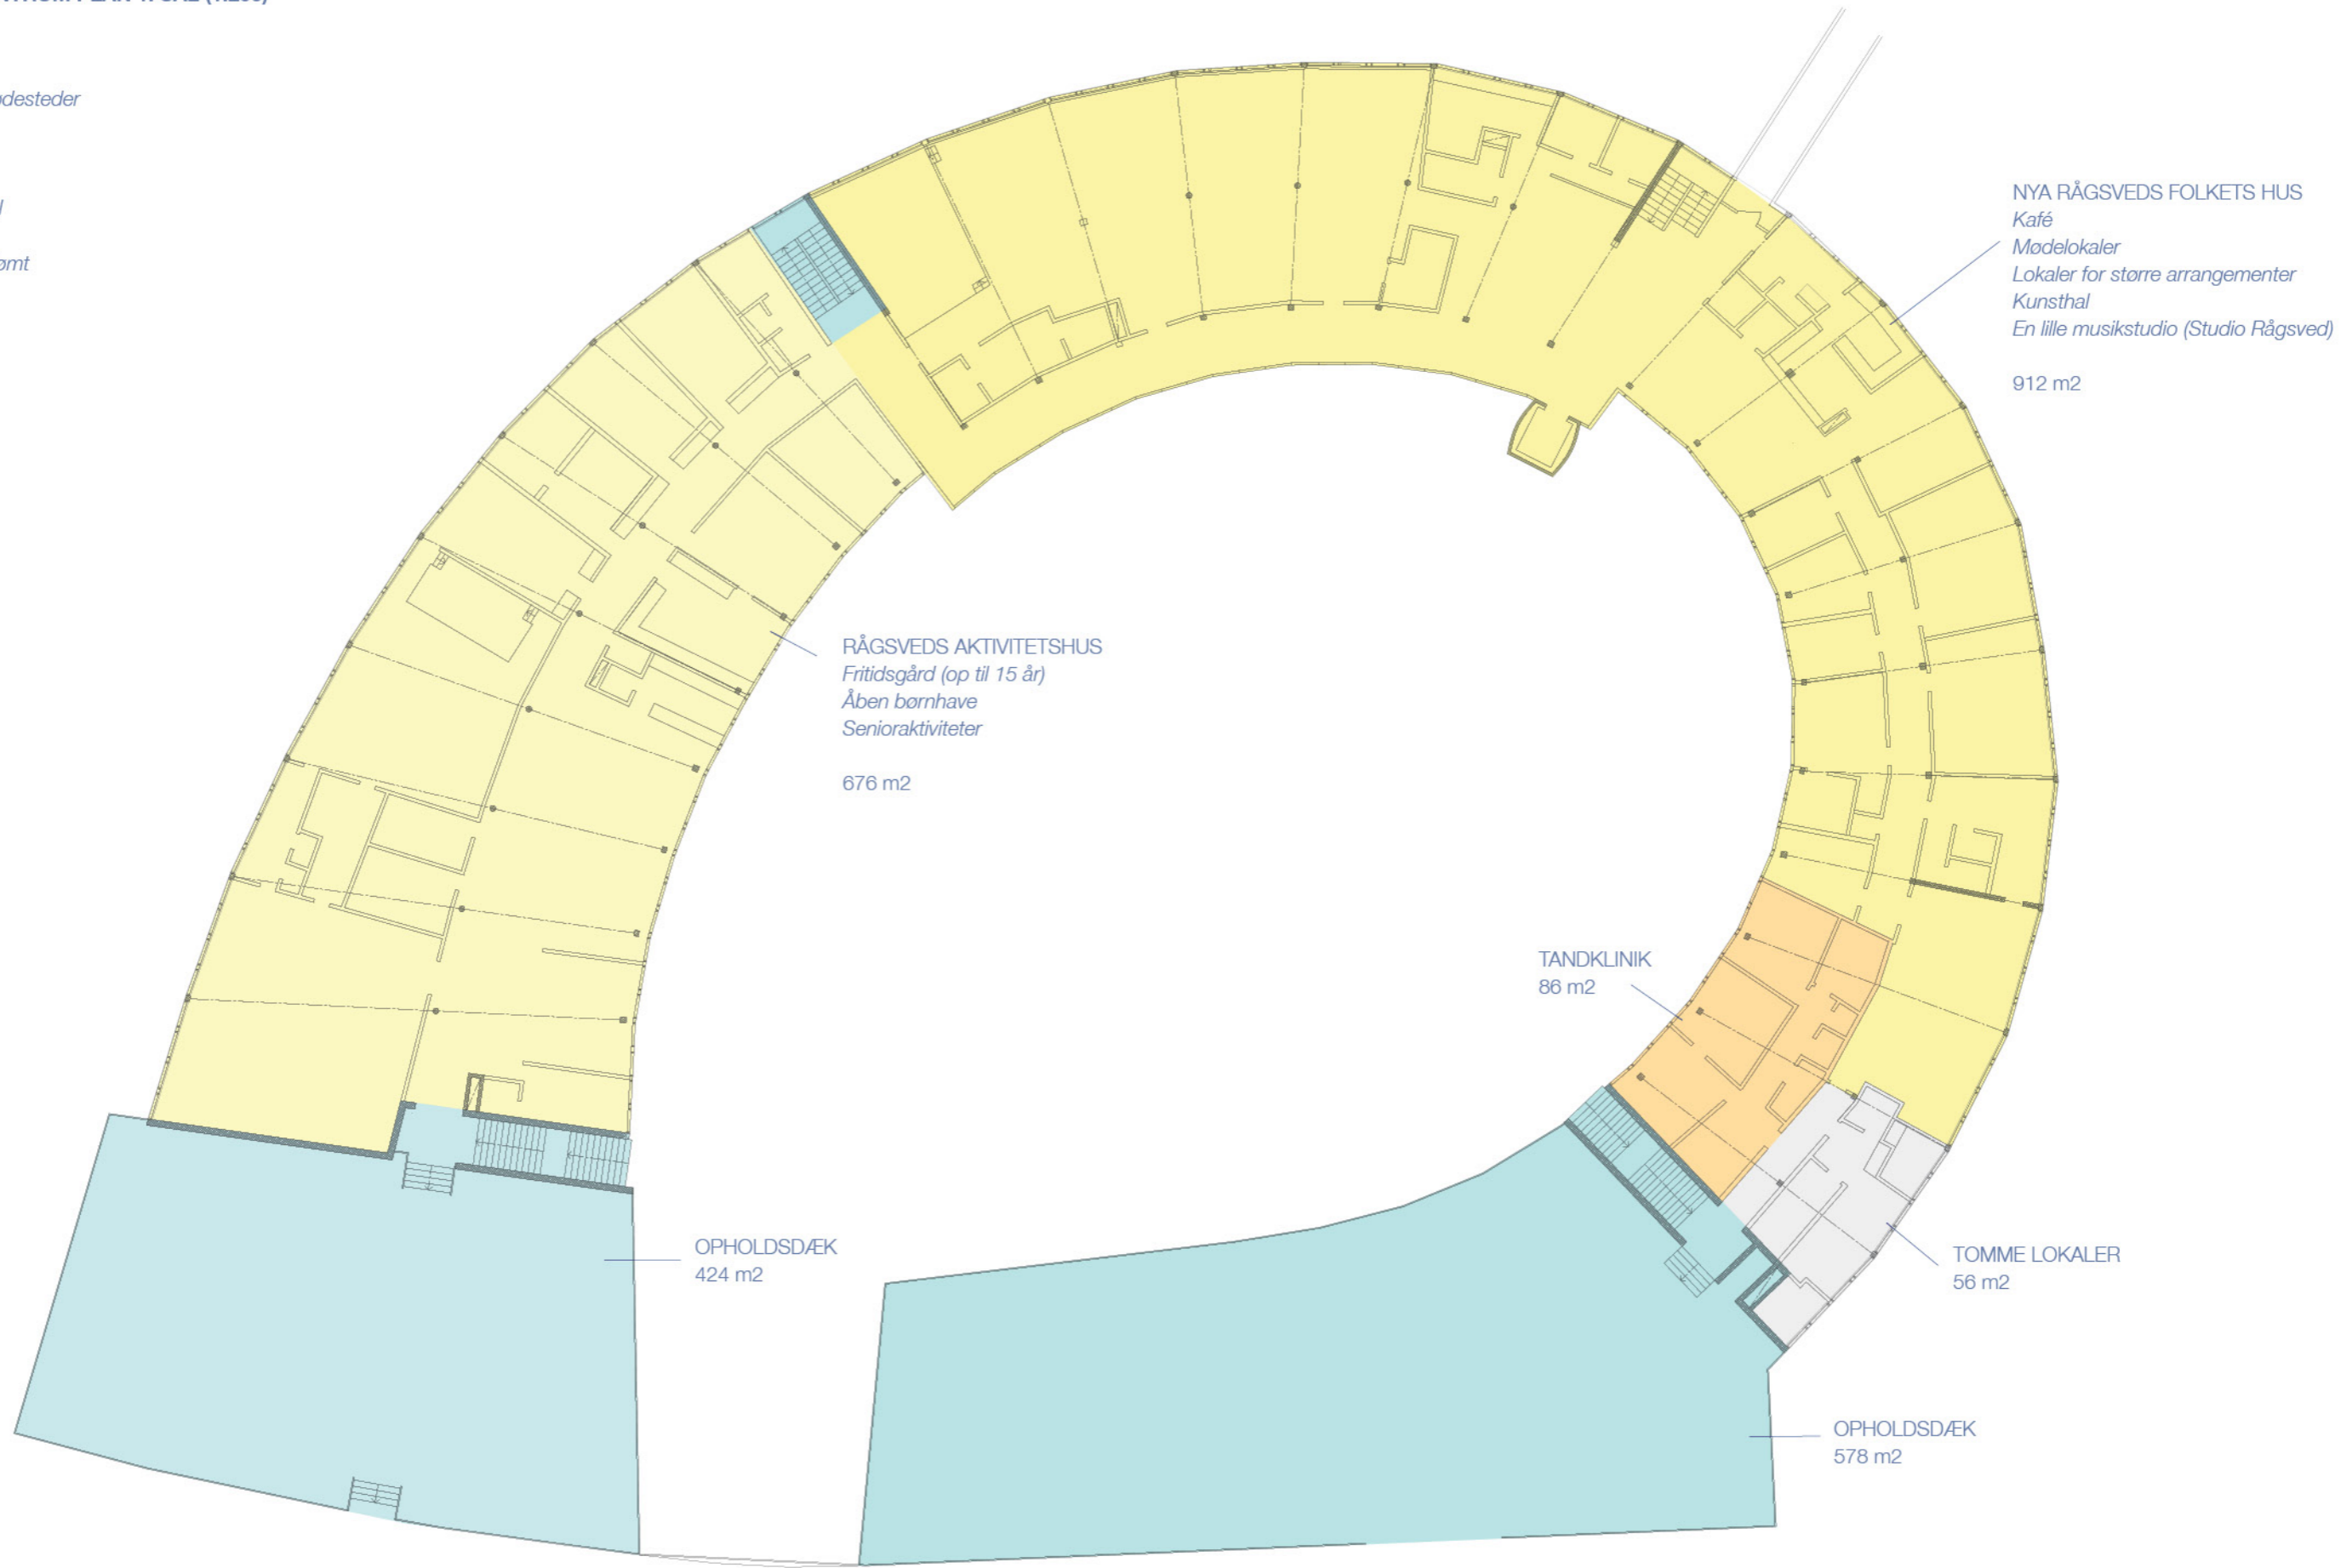 NYA RÅGSVEDS FOLKETS HUS
Kafé
Mødelokaler
Lokaler for større arrangementer
Kunsthal
En lille musikstudio (Studio Rågsved)
912 m2
RÅGSVEDS AKTIVITETSHUS
Fritidsgård (op til 15 år)
Åben børnhave
Senioraktiviteter
676 m2
TANDKLINIK
86 m2
OPHOLDSDÆK
424 m2
TOMME LOKALER
56 m2
OPHOLDSDÆK
578 m2